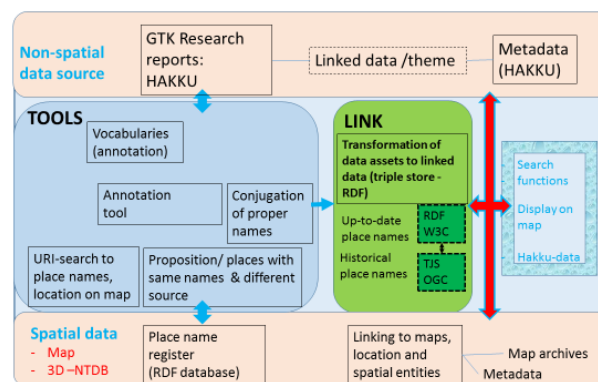 Non-spatial
data source
GTK Research
reports:
HAKKU
Linked data /theme
Metadata
(HAKKU)
TOOLS
Vocabularies
(annotation)
Annotation
tool
Conjugation
of proper
names
URI-search to
place names,
location on map
Proposition/ places with
same names & different
source
LINK
Transformation of
data assets to linked
data (triple store -
RDF)
Up-to-date
place names
RDF
W3C
Historical
place names
TJS
OGC
- Search
functions
- Display on
map
- Hakku-data
Spatial data
- Map
- 3D –NTDB
Place name
register
(RDF database)
Linking to maps,
location and
spatial entities
Map archives
Metadata